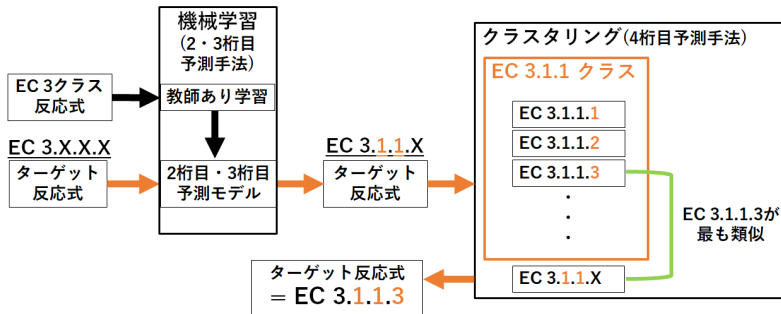 機械学習
(2・3桁目
予測手法)
EC 3クラス
反応式
教師あり学習
EC 3.X.X.X
ターゲット
反応式
2桁目・3桁目
予測モデル
EC 3.1.1.X
ターゲット
反応式
クラスタリング(4桁目予測手法)
EC 3.1.1 クラス
EC 3.1.1.1
EC 3.1.1.2
EC 3.1.1.3
・
・
・
EC 3.1.1.X
EC 3.1.1.3が
最も類似
ターゲット反応式
= EC 3.1.1.3